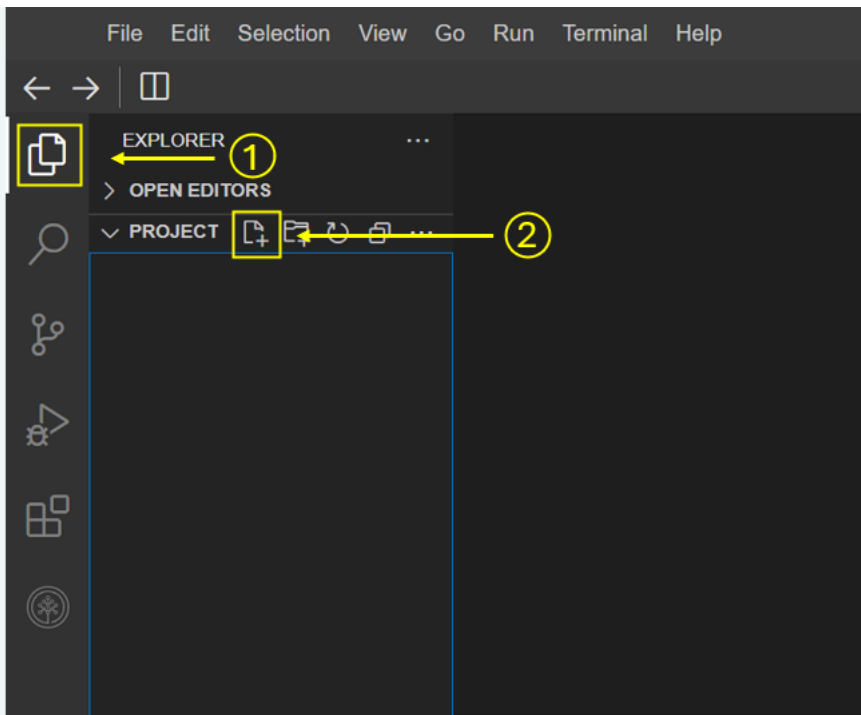 File Edit Selection View Go Run Terminal Help
EXPLORER
1
OPEN EDITORS
PROJECT
2